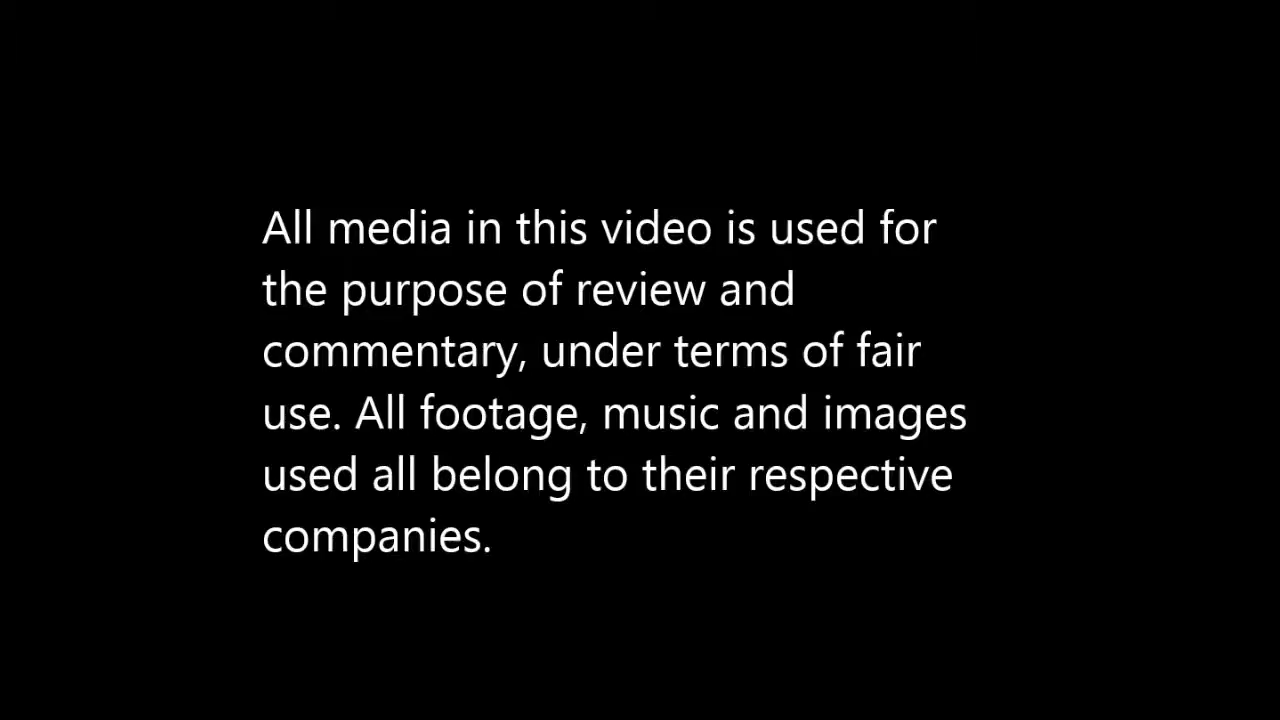 All media in this video is used for
the purpose of review and
commentary, under terms of fair
use. All footage, music and images
used all belong to their respective
companies.